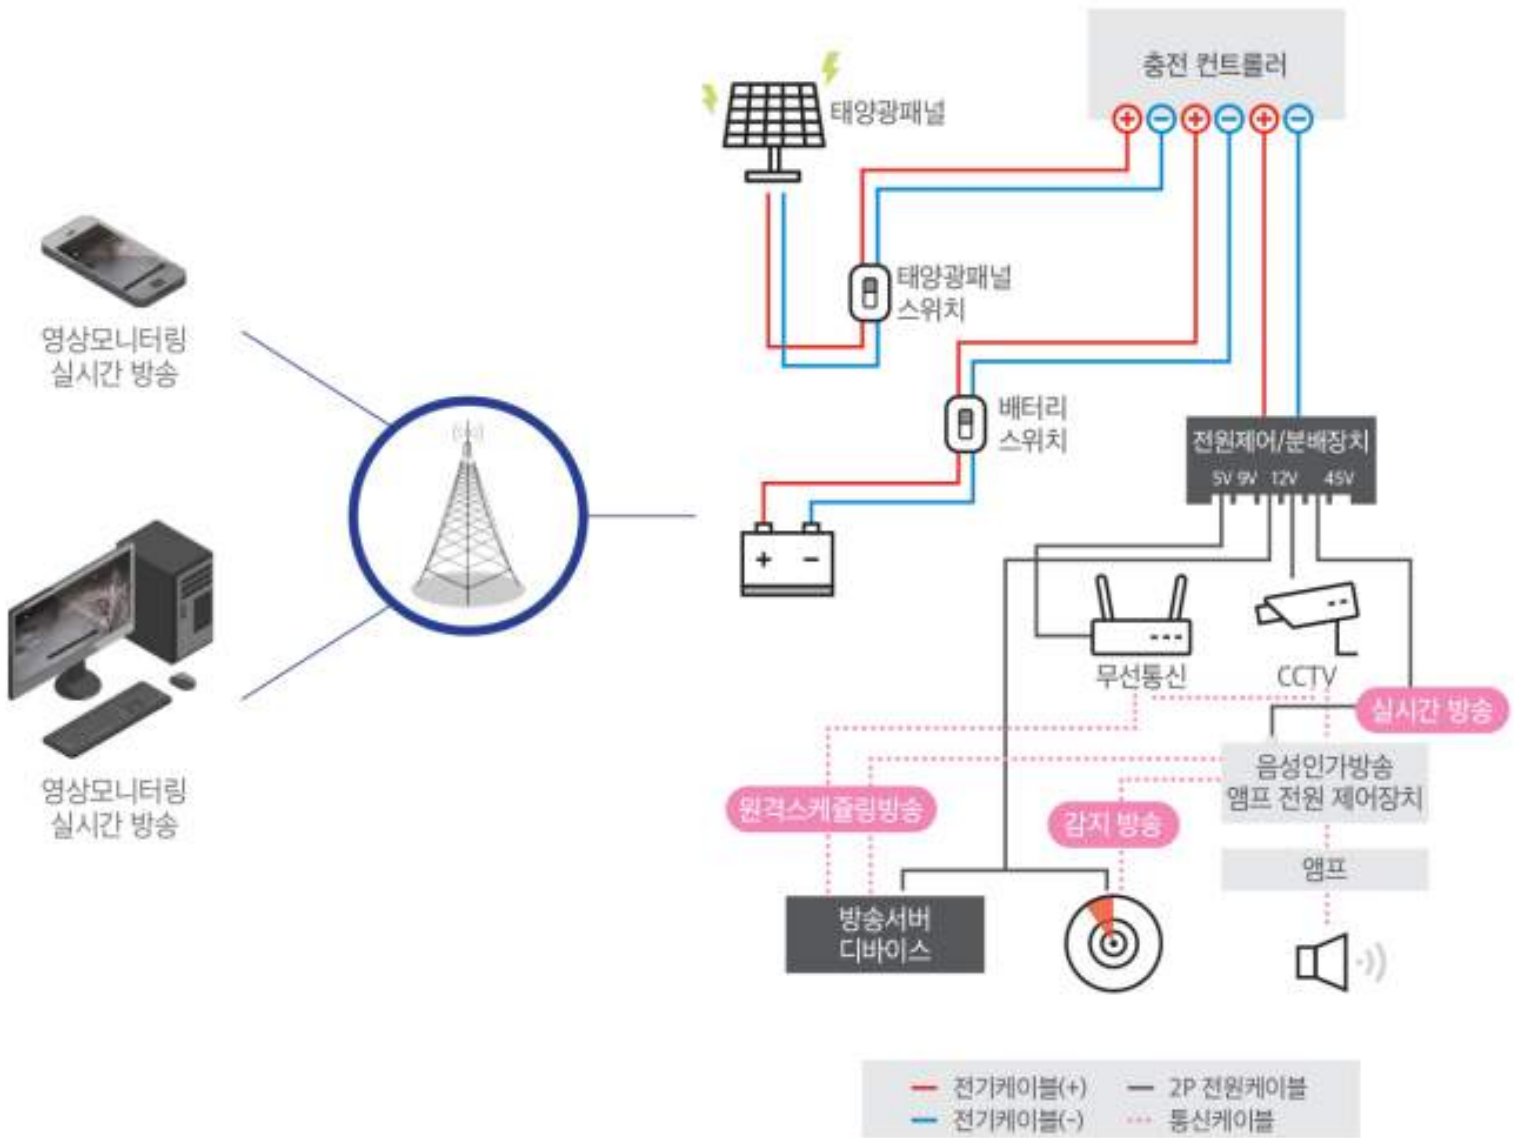 충전 컨트롤러
태양광패널
태양광패널
스위치
영상모니터링
실시간 방송
배터리
스위치
전원제어/분배장치
5V 9V 12V 45V
+ -
무선통신
CCTV
실시간 방송
음성인가방송
앰프 전원 제어장치
원격스케쥴링방송
감지 방송
영상모니터링
실시간 방송
앰프
방송서버
디바이스
전기케이블(+)
2P 전원케이블
전기케이블(-)
통신케이블